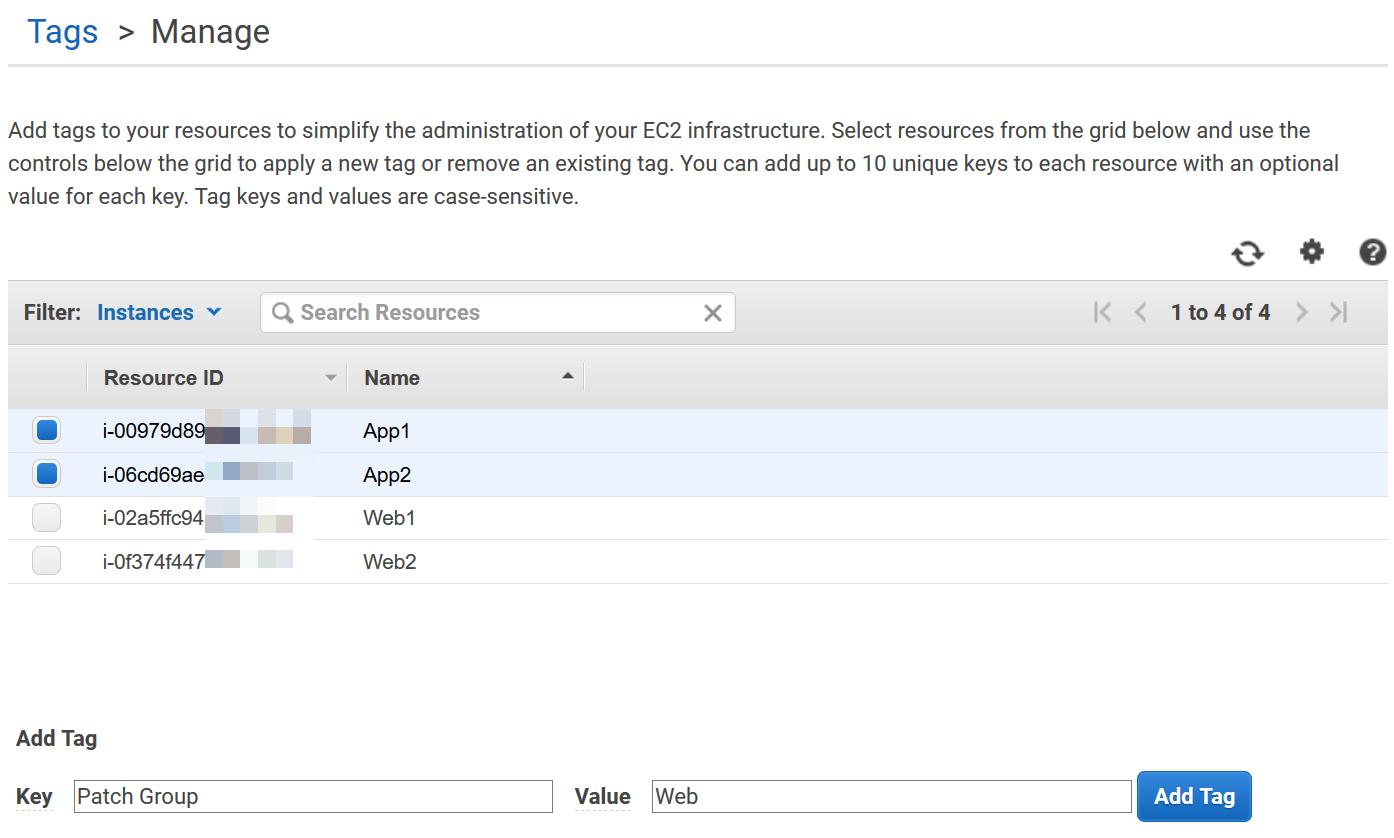 Tags > Manage
Add tags to your resources to simplify the administration of your EC2 infrastructure. Select resources from the grid below and use the
controls below the grid to apply a new tag or remove an existing tag. You can add up to 10 unique keys to each resource with an optional
value for each key. Tag keys and values are case-sensitive.
Filter: Instances Search Resources 1 to 4 of 4
Resource ID Name
i-00979d89 App1
i-06cd69ae App2
i-02a5ffc94 Web1
i-0f374f447 Web2
Add Tag
Key Patch Group Value Web Add Tag